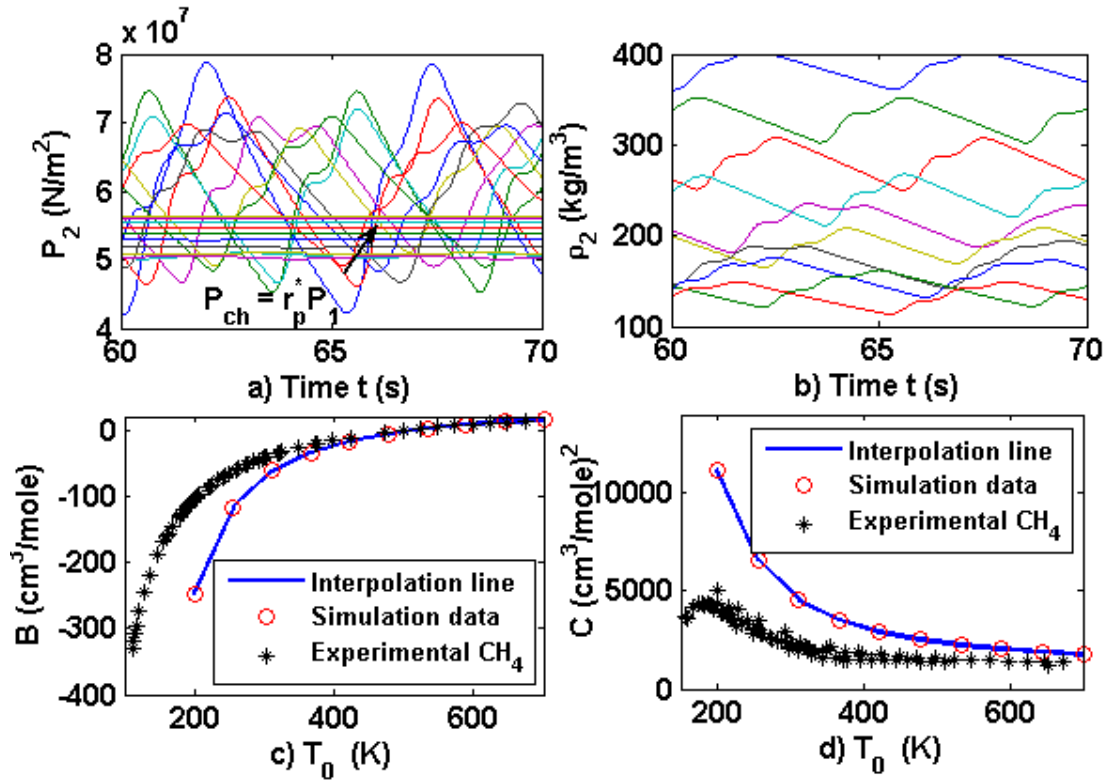 x 10^7
8
7
6
5
4
P_2 (N/m^2)
P_ch = r_p^* P_1
60 65 70
a) Time t (s)
400
300
200
100
ρ_2 (kg/m^3)
60 65 70
b) Time t (s)
0
-100
-200
-300
-400
B (cm^3/mole)
Interpolation line
Simulation data
Experimental CH_4
200 400 600
c) T_0 (K)
10000
5000
0
C (cm^3/mole)^2
Interpolation line
Simulation data
Experimental CH_4
200 400 600
d) T_0 (K)